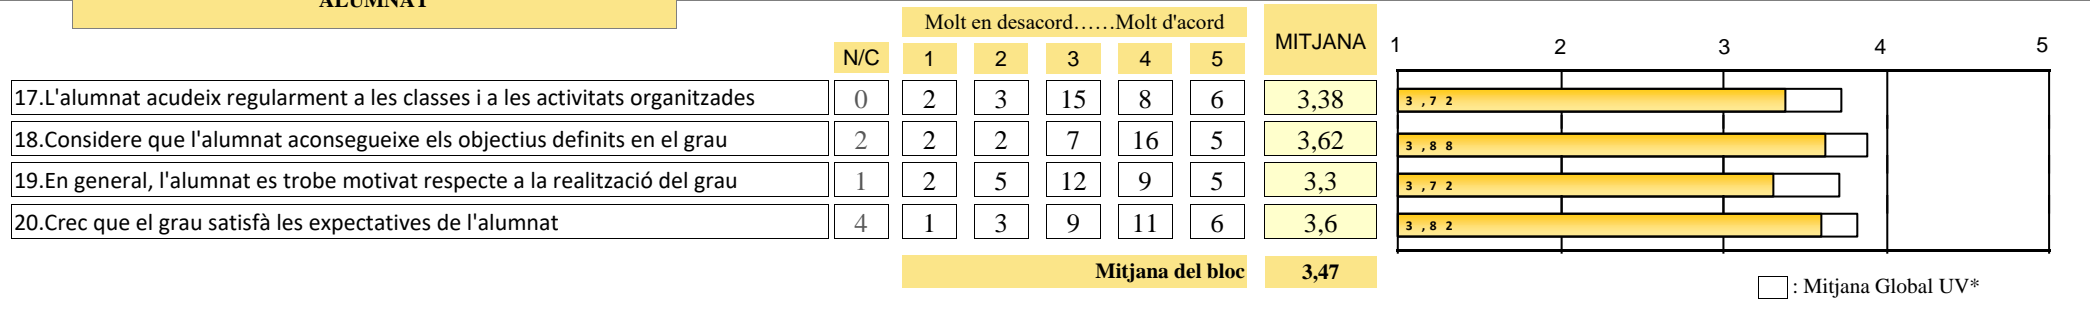 ALUMNAT
Molt en desacord……Molt d'acord
N/C 1 2 3 4 5 MITJANA 1 2 3 4 5
17.L'alumnat acudeix regularment a les classes i a les activitats organitzades 0 2 3 15 8 6 3,38 3,72
18.Considere que l'alumnat aconsegueixe els objectius definits en el grau 2 2 2 7 16 5 3,62 3,88
19.En general, l'alumnat es trobe motivat respecte a la realització del grau 1 2 5 12 9 5 3,3 3,72
20.Crec que el grau satisfà les expectatives de l'alumnat 4 1 3 9 11 6 3,6 3,82
Mitjana del bloc 3,47
: Mitjana Global UV*